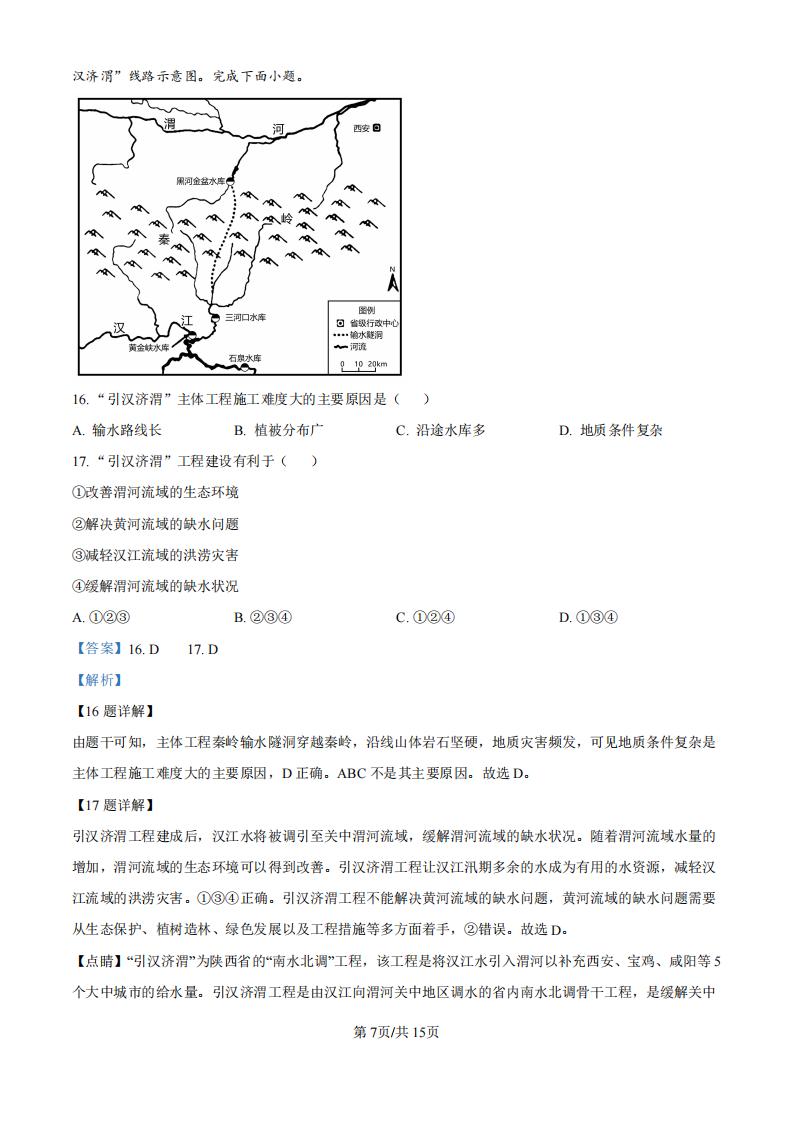 汉济渭”线路示意图。完成下面小题。
渭
河
西安
黑河金盆水库
岭
秦
N
三河口水库
汉
江
黄金峡水库
石泉水库
图例
省级行政中心
输水隧洞
河流
0 10 20km
16. “引汉济渭”主体工程施工难度大的主要原因是（ ）
A. 输水路线长 B. 植被分布广 C. 沿途水库多 D. 地质条件复杂
17. “引汉济渭”工程建设有利于（ ）
①改善渭河流域的生态环境
②解决黄河流域的缺水问题
③减轻汉江流域的洪涝灾害
④缓解渭河流域的缺水状况
A. ①②③ B. ②③④ C. ①②④ D. ①③④
【答案】16. D 17. D
【解析】
【16 题详解】
由题干可知，主体工程秦岭输水隧洞穿越秦岭，沿线山体岩石坚硬，地质灾害频发，可见地质条件复杂是
主体工程施工难度大的主要原因，D 正确。ABC 不是其主要原因。故选 D。
【17 题详解】
引汉济渭工程建成后，汉江水将被调引至关中渭河流域，缓解渭河流域的缺水状况。随着渭河流域水量的
增加，渭河流域的生态环境可以得到改善。引汉济渭工程让汉江汛期多余的水成为有用的水资源，减轻汉
江流域的洪涝灾害。①③④正确。引汉济渭工程不能解决黄河流域的缺水问题，黄河流域的缺水问题需要
从生态保护、植树造林、绿色发展以及工程措施等多方面着手，②错误。故选 D。
【点睛】“引汉济渭”为陕西省的“南水北调”工程，该工程是将汉江水引入渭河以补充西安、宝鸡、咸阳等 5
个大中城市的给水量。引汉济渭工程是由汉江向渭河关中地区调水的省内南水北调骨干工程，是缓解关中
第 7页/共 15页